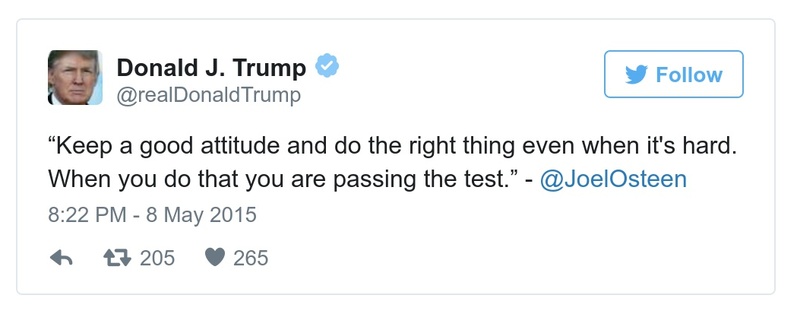 Donald J. Trump
@realDonaldTrump
Follow
“Keep a good attitude and do the right thing even when it's hard.
When you do that you are passing the test.” - @JoelOsteen
8:22 PM - 8 May 2015
205 265